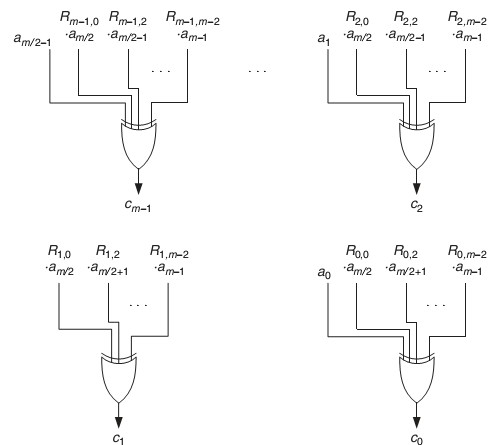 R_{m–1,0} R_{m–1,2} R_{m–1,m–2} R_{2,0} R_{2,2} R_{2,m–2}
a_{m/2–1} ·a_{m/2} ·a_{m/2–1} ·a_{m–1} a_1 ·a_{m/2} ·a_{m/2–1} ·a_{m–1}
. . . . . . . . .
c_{m–1} c_2
R_{1,0} R_{1,2} R_{1,m–2} R_{0,0} R_{0,2} R_{0,m–2}
·a_{m/2} ·a_{m/2+1} ·a_{m–1} a_0 ·a_{m/2} ·a_{m/2+1} ·a_{m–1}
. . . . . .
c_1 c_0